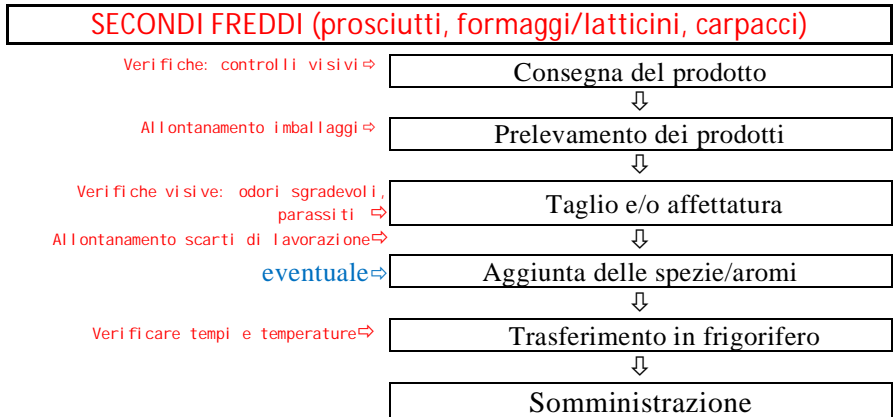 SECONDI FREDDI (prosciutti, formaggi/latticini, carpacci)
Verifiche: controlli visivi⇨
Consegna del prodotto
⇩
Allontanamento imballaggi⇨
Prelevamento dei prodotti
⇩
Verifiche visive: odori sgradevoli,
parassiti ⇨
Taglio e/o affettatura
Allontanamento scarti di lavorazione⇨
⇩
eventuale⇨
Aggiunta delle spezie/aromi
⇩
Verificare tempi e temperature⇨
Trasferimento in frigorifero
⇩
Somministrazione